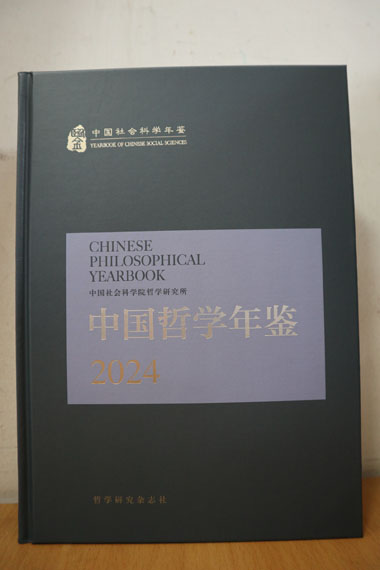 中国社会科学年鉴
YEARBOOK OF CHINESE SOCIAL SCIENCES
CHINESE
PHILOSOPHICAL
YEARBOOK
中国社会科学院哲学研究所
中国哲学年鉴
2024
哲学研究杂志社